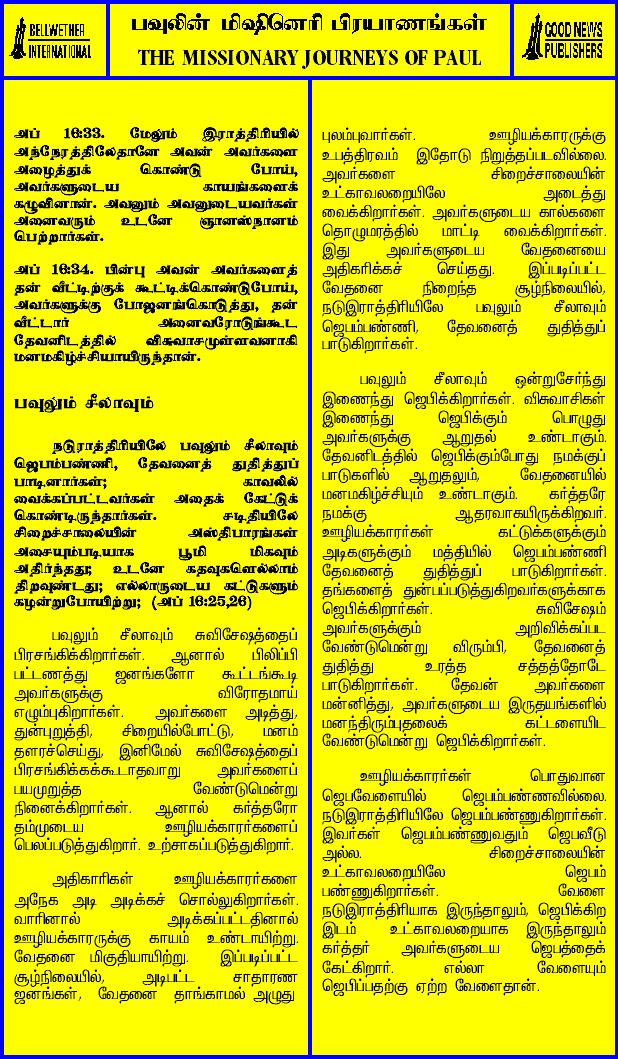 BELLWETHER
INTERNATIONAL
பவுலின் மிஷினெரி பிரயாணங்கள்
THE MISSIONARY JOURNEYS OF PAUL
GOOD NEWS
PUBLISHERS
அப் 16:33. மேலும் இராத்திரியில்
அந்நேரத்திலேதானே அவன் அவர்களை
அழைத்துக் கொண்டு போய்,
அவர்களுடைய காயங்களைக்
கழுவினான். அவனும் அவனுடையவர்கள்
அனைவரும் உடனே ஞானஸ்நானம்
பெற்றார்கள்.
அப் 16:34. பின்பு அவன் அவர்களைத்
தன் வீட்டிற்குக் கூட்டிக்கொண்டுபோய்,
அவர்களுக்கு போஜனங்கொடுத்து, தன்
வீட்டார் அனைவரோடுங்கூட
தேவனிடத்தில் விசுவாசமுள்ளவனாகி
மனமகிழ்ச்சியாயிருந்தான்.
பவுலும் சீலாவும்
நடுராத்திரியிலே பவுலும் சீலாவும்
ஜெபம்பண்ணி, தேவனைத் துதித்துப்
பாடினார்கள்; காவலில்
வைக்கப்பட்டவர்கள் அதைக் கேட்டுக்
கொண்டிருந்தார்கள். சடிதியிலே
சிறைச்சாலையின் அஸ்திபாரங்கள்
அசையும்படியாக பூமி மிகவும்
அதிர்ந்தது; உடனே கதவுகளெல்லாம்
திறவுண்டது; எல்லாருடைய கட்டுகளும்
கழன்றுபோயிற்று; (அப் 16:25,26)
பவுலும் சீலாவும் சுவிசேஷத்தைப்
பிரசங்கிக்கிறார்கள். ஆனால் பிலிப்பி
பட்டணத்து ஜனங்களோ கூட்டங்கூடி
அவர்களுக்கு விரோதமாய்
எழும்புகிறார்கள். அவர்களை அடித்து,
துன்புறுத்தி, சிறையில்போட்டு, மனம்
தளரச்செய்து, இனிமேல் சுவிசேஷத்தைப்
பிரசங்கிக்கக்கூடாதவாறு அவர்களைப்
பயமுறுத்த வேண்டுமென்று
நினைக்கிறார்கள். ஆனால் கர்த்தரோ
தம்முடைய ஊழியக்காரர்களைப்
பெலப்படுத்துகிறார். உற்சாகப்படுத்துகிறார்.
அதிகாரிகள் ஊழியக்காரர்களை
அநேக அடி அடிக்கச் சொல்லுகிறார்கள்.
வாரினால் அடிக்கப்பட்டதினால்
ஊழியக்காரருக்கு காயம் உண்டாயிற்று.
வேதனை மிகுதியாயிற்று. இப்படிப்பட்ட
சூழ்நிலையில், அடிபட்ட சாதாரண
ஜனங்கள், வேதனை தாங்காமல் அழுது
புலம்புவார்கள். ஊழியக்காரருக்கு
உபத்திரவம் இதோடு நிறுத்தப்படவில்லை.
அவர்களை சிறைச்சாலையின்
உட்காவலறையிலே அடைத்து
வைக்கிறார்கள். அவர்களுடைய கால்களை
தொழுமரத்தில் மாட்டி வைக்கிறார்கள்.
இது அவர்களுடைய வேதனையை
அதிகரிக்கச் செய்தது. இப்படிப்பட்ட
வேதனை நிறைந்த சூழ்நிலையில்,
நடுஇராத்திரியிலே பவுலும் சீலாவும்
ஜெபம்பண்ணி, தேவனைத் துதித்துப்
பாடுகிறார்கள்.
பவுலும் சீலாவும் ஒன்றுசேர்ந்து
இணைந்து ஜெபிக்கிறார்கள். விசுவாசிகள்
இணைந்து ஜெபிக்கும் பொழுது
அவர்களுக்கு ஆறுதல் உண்டாகும்.
தேவனிடத்தில் ஜெபிக்கும்போது நமக்குப்
பாடுகளில் ஆறுதலும், வேதனையில்
மனமகிழ்ச்சியும் உண்டாகும். கர்த்தரே
நமக்கு ஆதரவாகயிருக்கிறவர்.
ஊழியக்காரர்கள் கட்டுக்களுக்கும்
அடிகளுக்கும் மத்தியில் ஜெபம்பண்ணி
தேவனைத் துதித்துப் பாடுகிறார்கள்.
தங்களைத் துன்பப்படுத்துகிறவர்களுக்காக
ஜெபிக்கிறார்கள். சுவிசேஷம்
அவர்களுக்கும் அறிவிக்கப்பட
வேண்டுமென்று விரும்பி, தேவனைத்
துதித்து உரத்த சத்தத்தோடே
பாடுகிறார்கள். தேவன் அவர்களை
மன்னித்து, அவர்களுடைய இருதயங்களில்
மனந்திரும்புதலைக் கட்டளையிட
வேண்டுமென்று ஜெபிக்கிறார்கள்.
ஊழியக்காரர்கள் பொதுவான
ஜெபவேளையில் ஜெபம்பண்ணவில்லை.
நடுஇராத்திரியிலே ஜெபம்பண்ணுகிறார்கள்.
இவர்கள் ஜெபம்பண்ணுவதும் ஜெபவீடு
அல்ல. சிறைச்சாலையின்
உட்காவலறையிலே ஜெபம்
பண்ணுகிறார்கள். வேளை
நடுஇராத்திரியாக இருந்தாலும், ஜெபிக்கிற
இடம் உட்காவலறையாக இருந்தாலும்
கர்த்தர் அவர்களுடைய ஜெபத்தைக்
கேட்கிறார். எல்லா வேளையும்
ஜெபிப்பதற்கு ஏற்ற வேளைதான்.